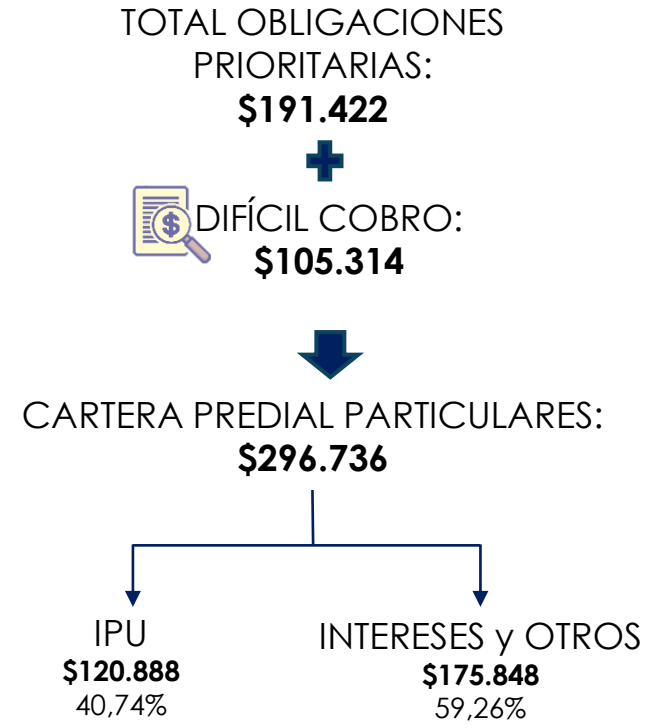 TOTAL OBLIGACIONES
PRIORITARIAS:
$191.422
$
DIFÍCIL COBRO:
$105.314
CARTERA PREDIAL PARTICULARES:
$296.736
IPU
$120.888
40,74%
INTERESES y OTROS
$175.848
59,26%